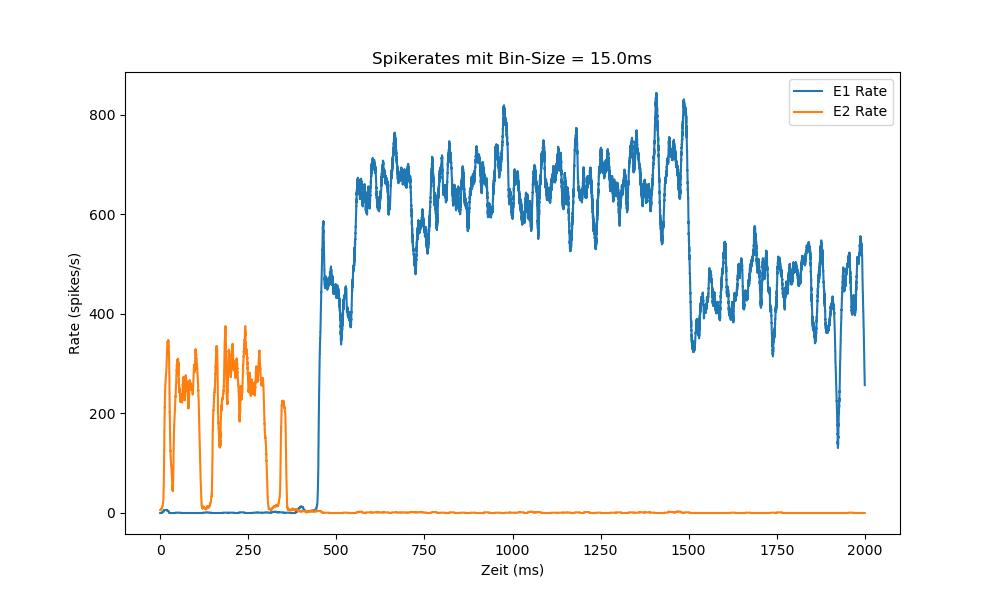 Spikerates mit Bin-Size = 15.0ms
E1 Rate
E2 Rate
Rate (spikes/s)
800
600
400
200
0
0 250 500 750 1000 1250 1500 1750 2000
Zeit (ms)